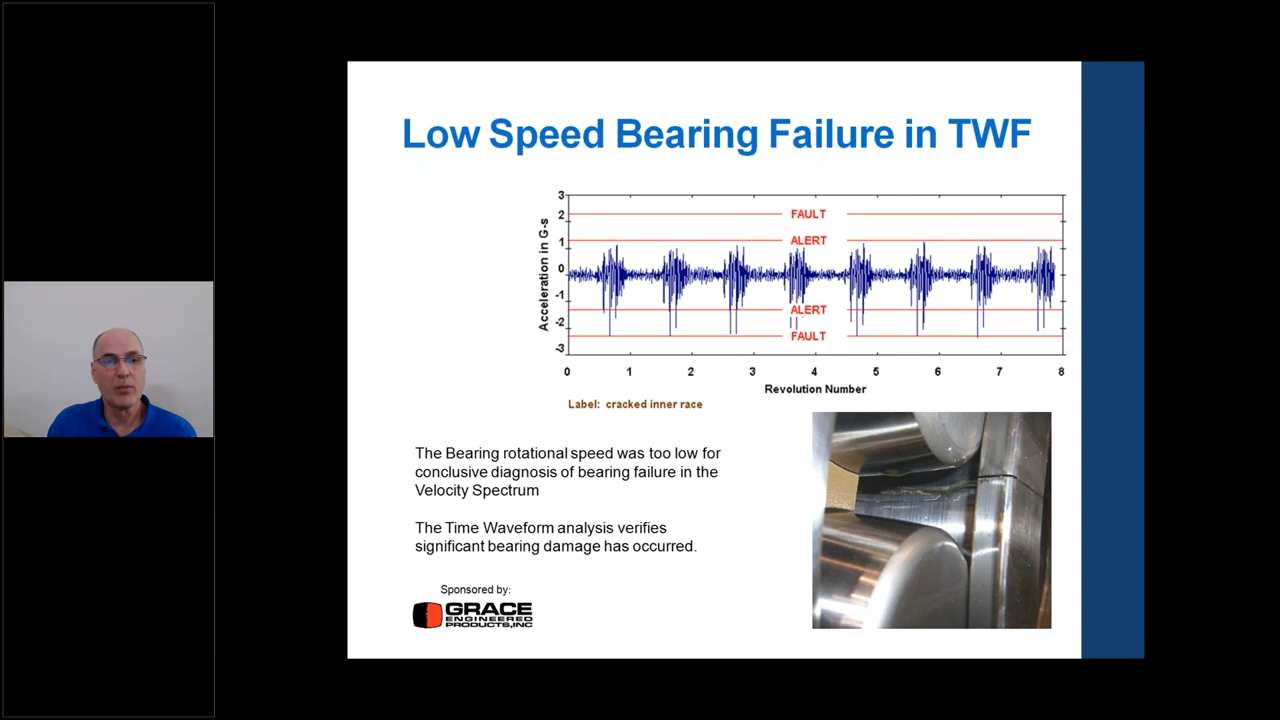 Low Speed Bearing Failure in TWF
3
2
1
0
-1
-2
-3
Acceleration in G-s
FAULT
ALERT
ALERT
FAULT
0 1 2 3 4 5 6 7 8
Revolution Number
Label: cracked inner race
The Bearing rotational speed was too low for
conclusive diagnosis of bearing failure in the
Velocity Spectrum
The Time Waveform analysis verifies
significant bearing damage has occurred.
Sponsored by:
GRACE
ENGINEERED
PRODUCTS,INC